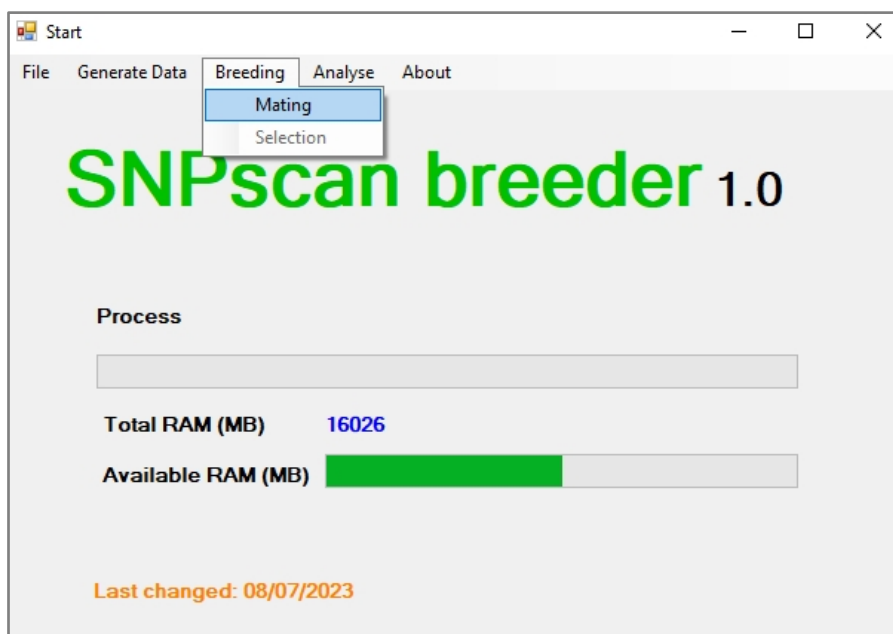 Start
File Generate Data Breeding Analyse About
Mating
Selection
SNPscan breeder 1.0
Process
Total RAM (MB) 16026
Available RAM (MB)
Last changed: 08/07/2023